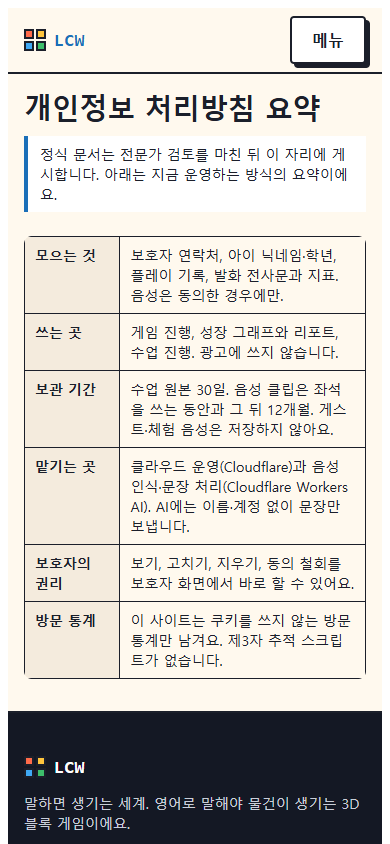 LCW
메뉴
개인정보 처리방침 요약
정식 문서는 전문가 검토를 마친 뒤 이 자리에 게
시합니다. 아래는 지금 운영하는 방식의 요약이에
요.
모으는 것
보호자 연락처, 아이 닉네임·학년,
플레이 기록, 발화 전사문과 지표.
음성은 동의한 경우에만.
쓰는 곳
게임 진행, 성장 그래프와 리포트,
수업 진행. 광고에 쓰지 않습니다.
보관 기간
수업 원본 30일. 음성 클립은 좌석
을 쓰는 동안과 그 뒤 12개월. 게스
트·체험 음성은 저장하지 않아요.
맡기는 곳
클라우드 운영(Cloudflare)과 음성
인식·문장 처리(Cloudflare Workers
AI). AI에는 이름·계정 없이 문장만
보냅니다.
보호자의
권리
보기, 고치기, 지우기, 동의 철회를
보호자 화면에서 바로 할 수 있어요.
방문 통계
이 사이트는 쿠키를 쓰지 않는 방문
통계만 남겨요. 제3자 추적 스크립
트가 없습니다.
LCW
말하면 생기는 세계. 영어로 말해야 물건이 생기는 3D
블록 게임이에요.